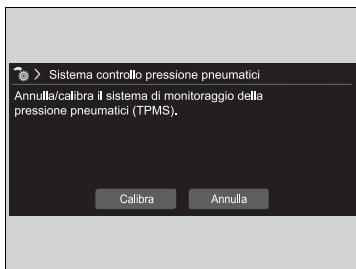 > Sistema controllo pressione pneumatici
Annulla/calibra il sistema di monitoraggio della
pressione pneumatici (TPMS).
Calibra
Annulla